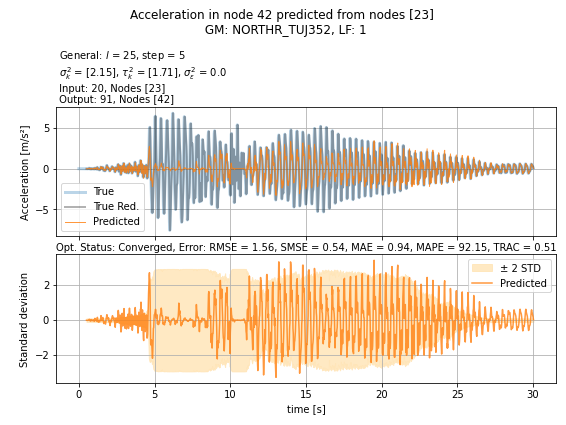 Acceleration in node 42 predicted from nodes [23]
GM: NORTHR_TUJ352, LF: 1
General: l = 25, step = 5
σ²ₖ = [2.15], τ²ₖ = [1.71], σ²ₑ = 0.0
Input: 20, Nodes [23]
Output: 91, Nodes [42]
Acceleration [m/s²]
5
0
−5
True
True Red.
Predicted
Opt. Status: Converged, Error: RMSE = 1.56, SMSE = 0.54, MAE = 0.94, MAPE = 92.15, TRAC = 0.51
Standard deviation
2
0
−2
± 2 STD
Predicted
0 5 10 15 20 25 30
time [s]